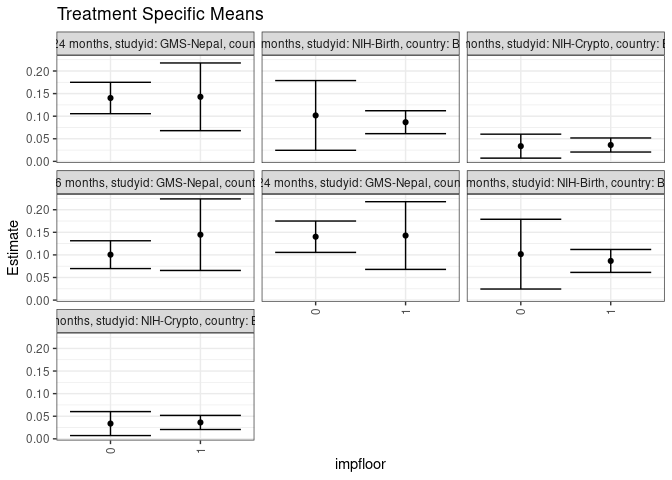 Treatment Specific Means
24 months, studyid: GMS-Nepal, coun
months, studyid: NIH-Birth, country: B
months, studyid: NIH-Crypto, country:
0.20
0.15
0.10
0.05
0.00
6 months, studyid: GMS-Nepal, count
24 months, studyid: GMS-Nepal, count
months, studyid: NIH-Birth, country: B
0.20
0.15
0.10
0.05
0.00
0 1
0 1
months, studyid: NIH-Crypto, country: B
0.20
0.15
0.10
0.05
0.00
0 1
Estimate
impfloor